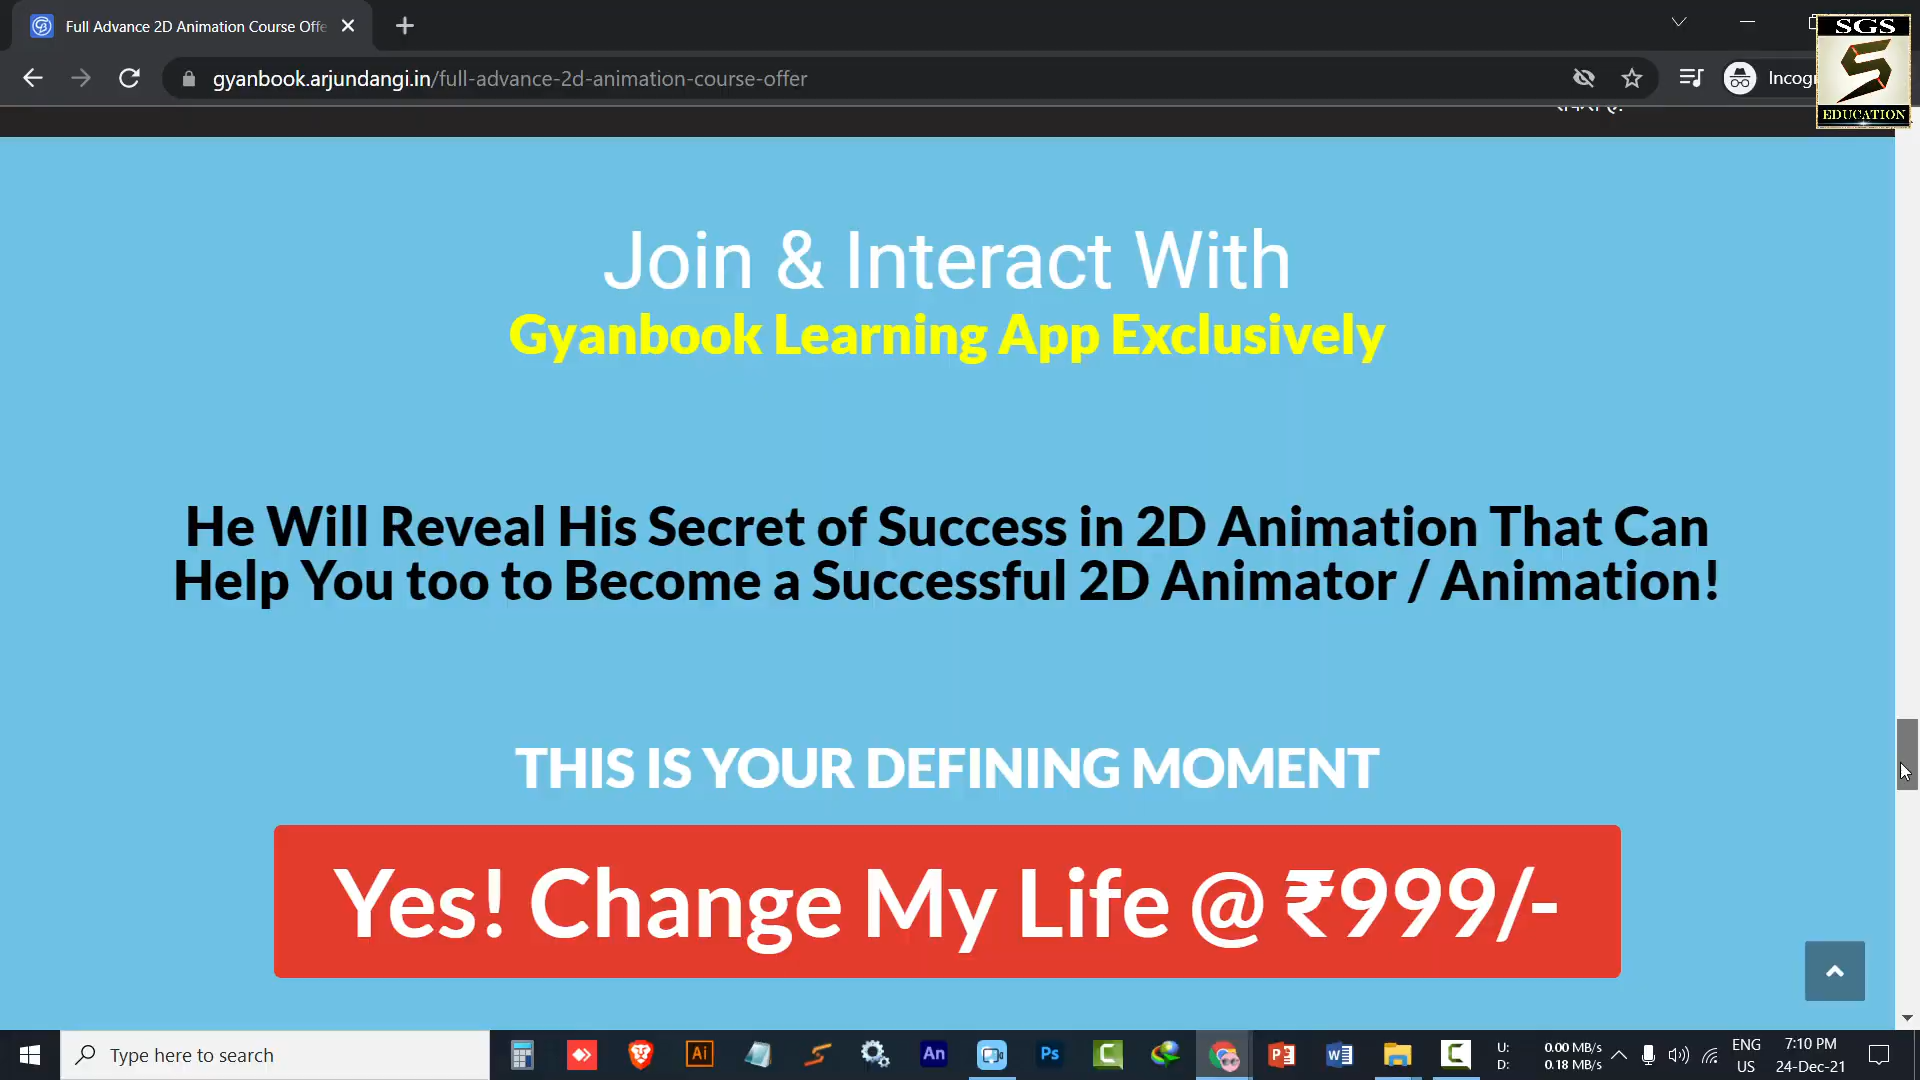 Full Advance 2D Animation Course Offe
gyanbook.arjundangi.in/full-advance-2d-animation-course-offer
SGS
EDUCATION
Join & Interact With
Gyanbook Learning App Exclusively
He Will Reveal His Secret of Success in 2D Animation That Can
Help You too to Become a Successful 2D Animator / Animation!
THIS IS YOUR DEFINING MOMENT
Yes! Change My Life @ ₹999/-
Type here to search
Ai
An
Ps
U: 0.00 MB/s
D: 0.18 MB/s
ENG
US
7:10 PM
24-Dec-21